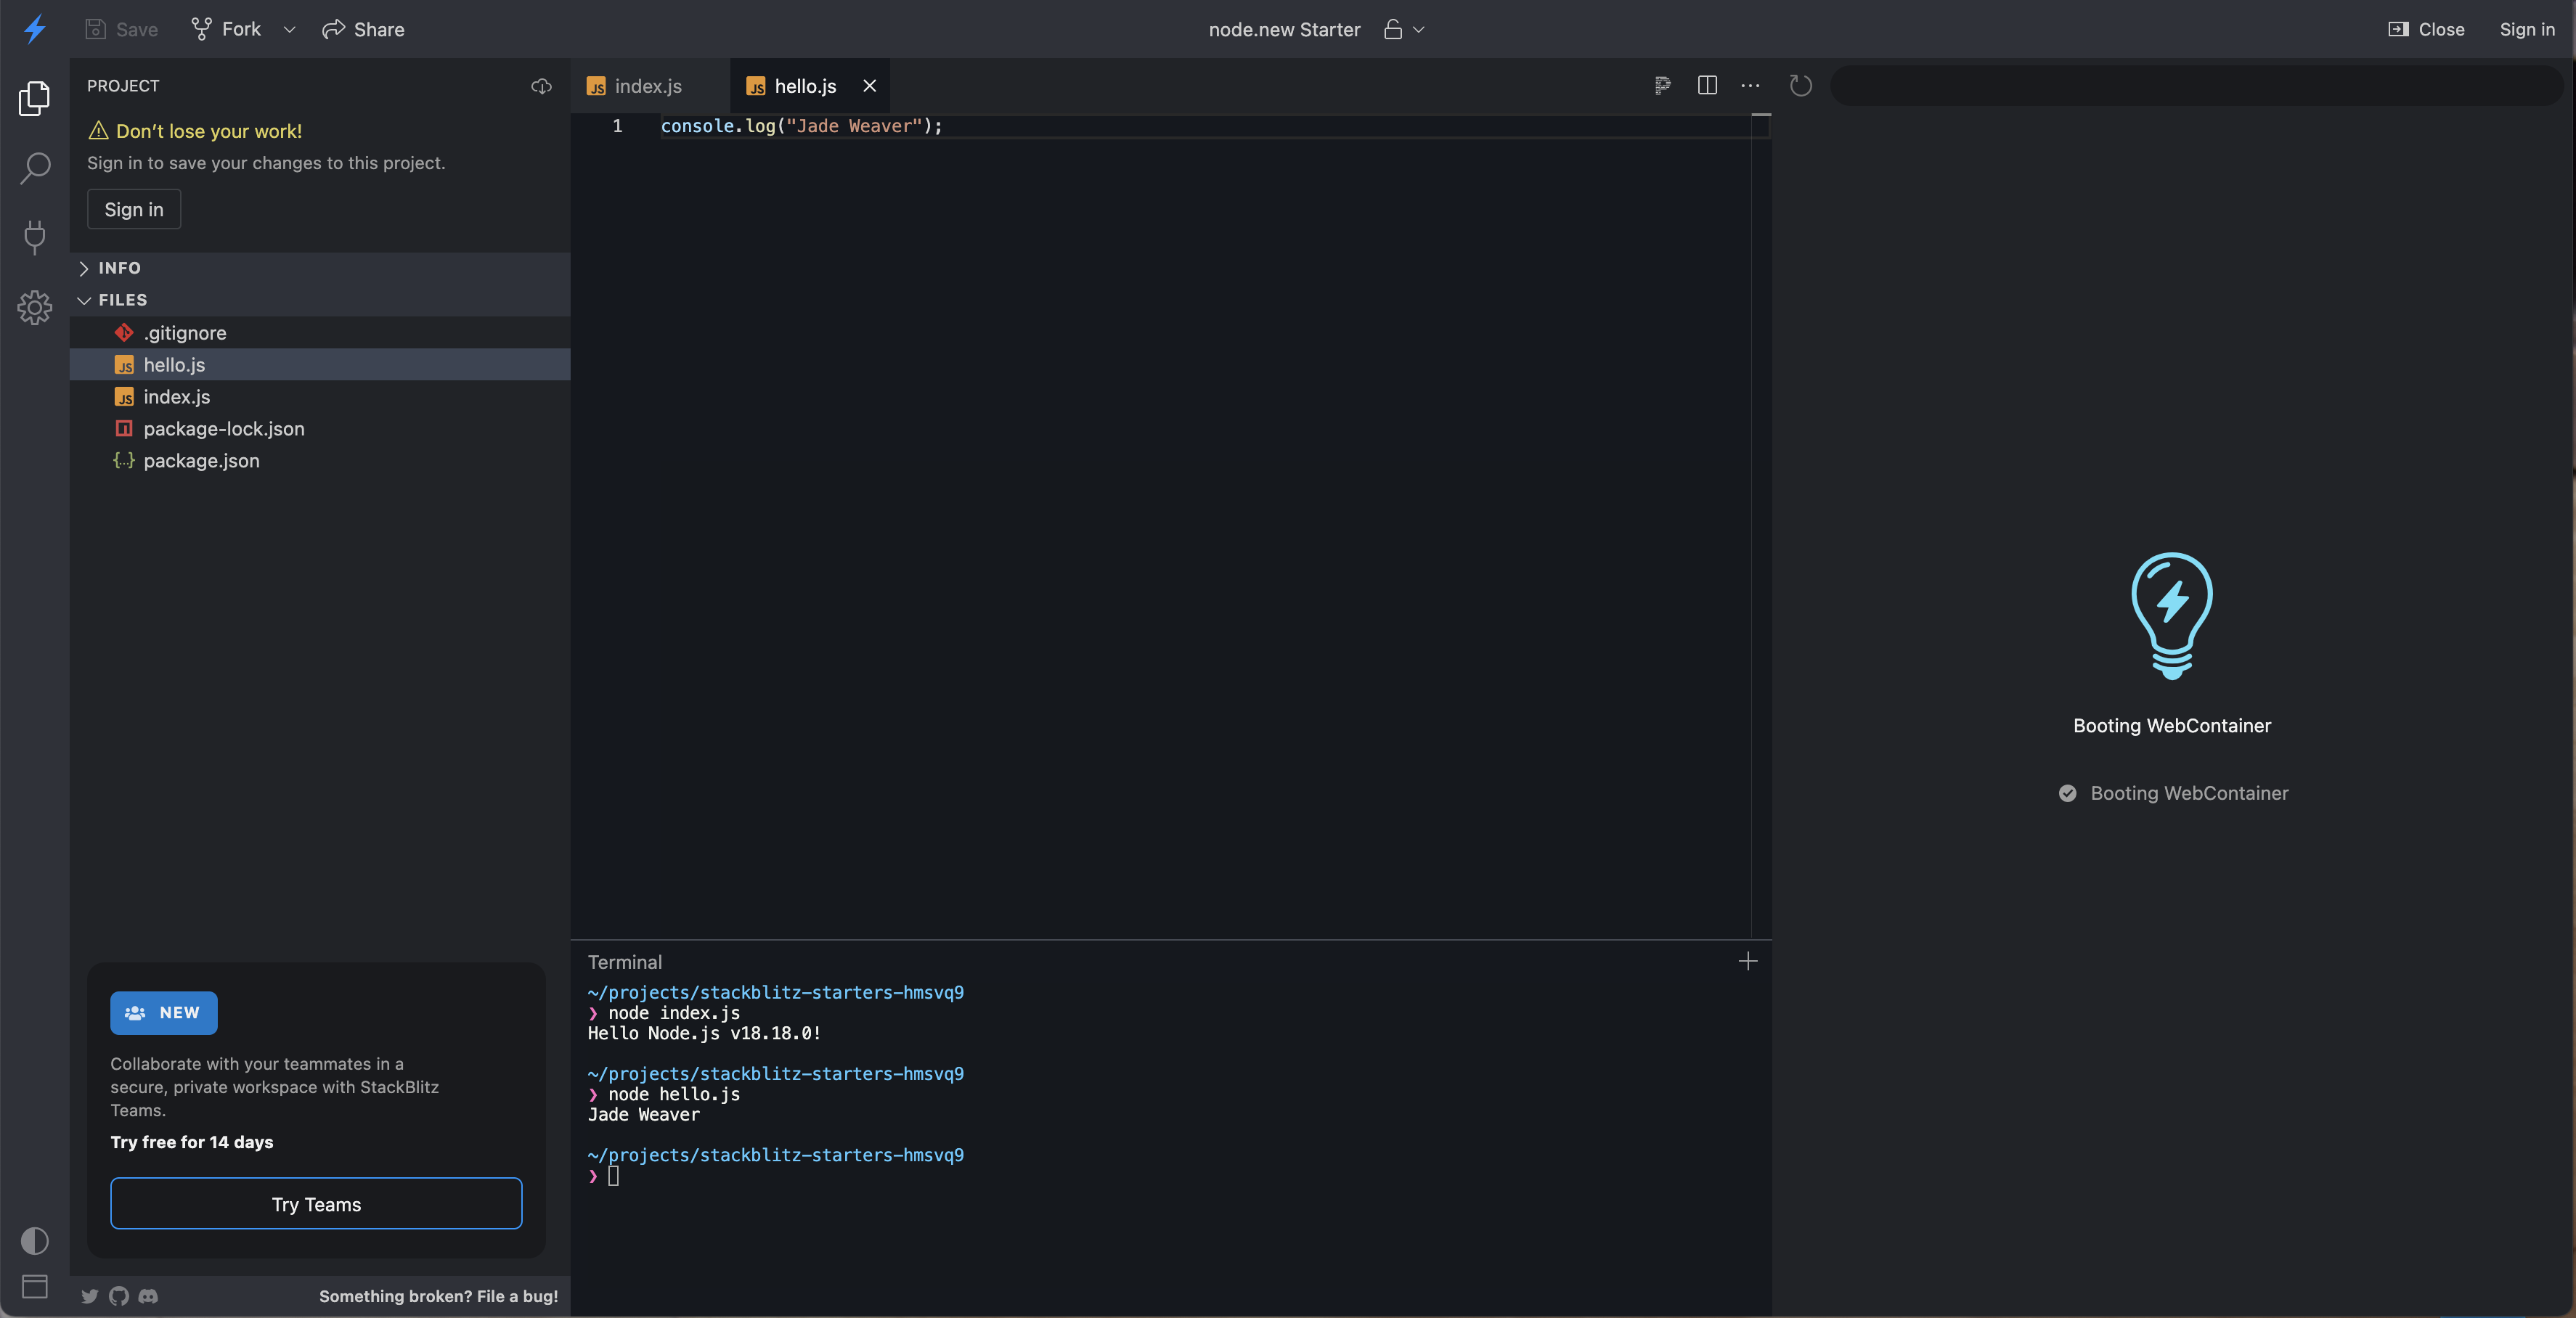 Save
Fork
Share
node.new Starter
Close
Sign in
PROJECT
Don’t lose your work!
Sign in to save your changes to this project.
Sign in
INFO
FILES
.gitignore
JS hello.js
JS index.js
package-lock.json
{..} package.json
NEW
Collaborate with your teammates in a
secure, private workspace with StackBlitz
Teams.
Try free for 14 days
Try Teams
Something broken? File a bug!
JS index.js
JS hello.js
1 console.log("Jade Weaver");
Terminal
~/projects/stackblitz-starters-hmsvq9
❯ node index.js
Hello Node.js v18.18.0!
~/projects/stackblitz-starters-hmsvq9
❯ node hello.js
Jade Weaver
~/projects/stackblitz-starters-hmsvq9
❯
Booting WebContainer
Booting WebContainer